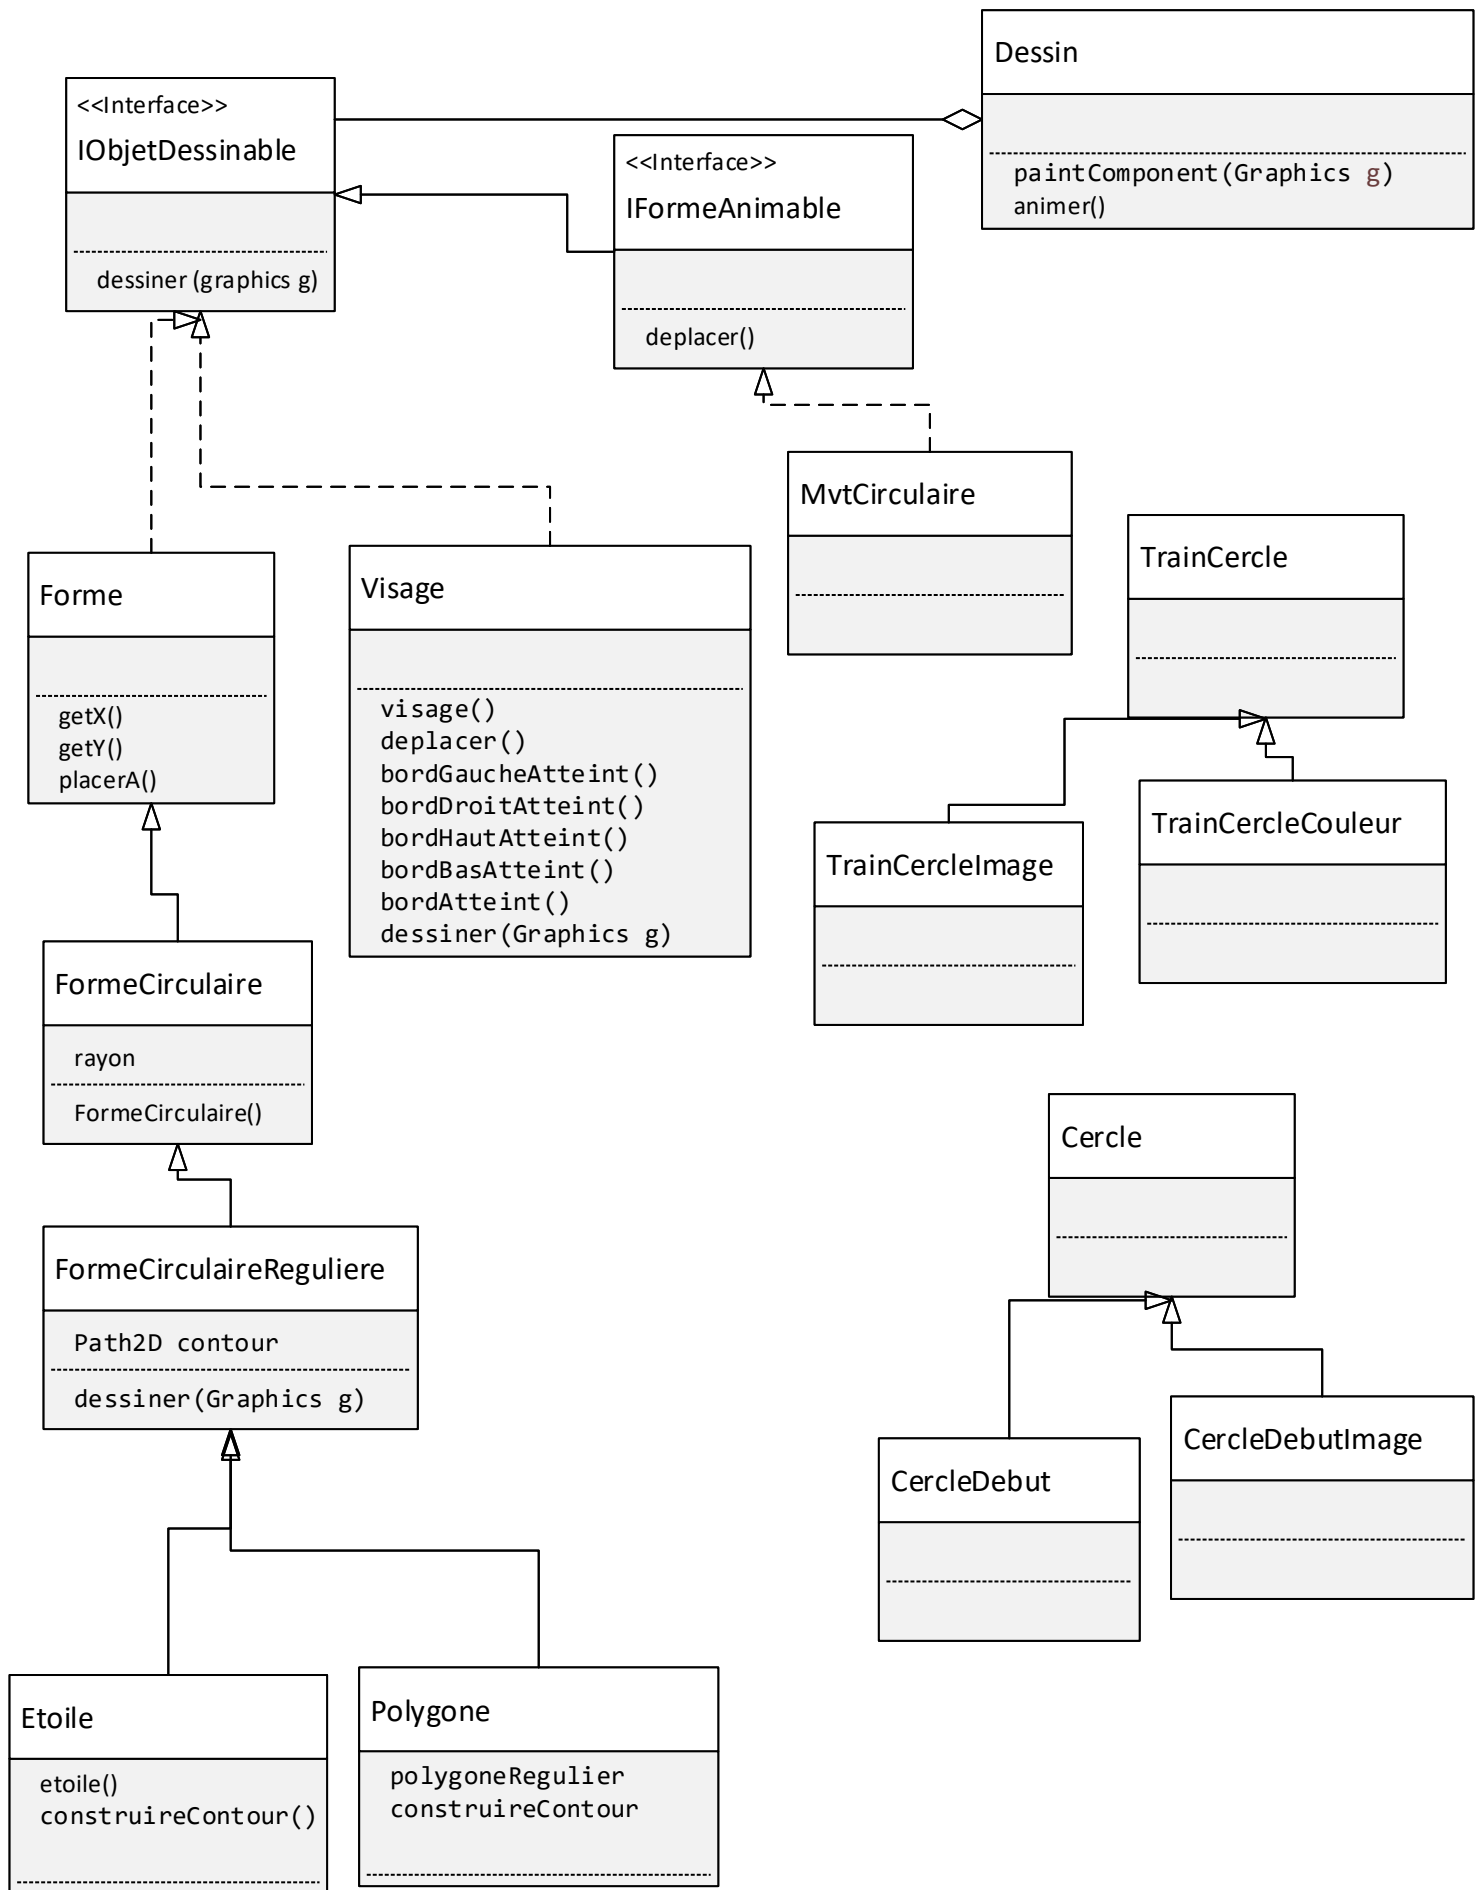 Dessin
paintComponent(Graphics g)
animer()
<<Interface>>
IObjetDessinable
dessiner (graphics g)
<<Interface>>
IFormeAnimable
deplacer()
MvtCirculaire
TrainCercle
Forme
getX()
getY()
placerA()
Visage
visage()
deplacer()
bordGaucheAtteint()
bordDroitAtteint()
bordHautAtteint()
bordBasAtteint()
bordAtteint()
dessiner(Graphics g)
TrainCercleImage
TrainCercleCouleur
FormeCirculaire
rayon
FormeCirculaire()
Cercle
FormeCirculaireReguliere
Path2D contour
dessiner(Graphics g)
CercleDebut
CercleDebutImage
Etoile
etoile()
construireContour()
Polygone
polygoneRegulier
construireContour